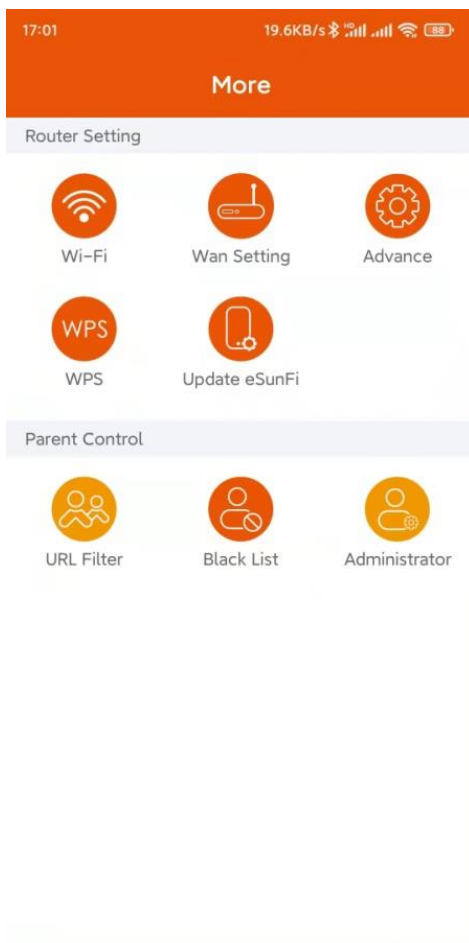 17:01 19.6KB/s HD 88
More
Router Setting
Wi-Fi Wan Setting Advance
WPS
WPS Update eSunFi
Parent Control
URL Filter Black List Administrator